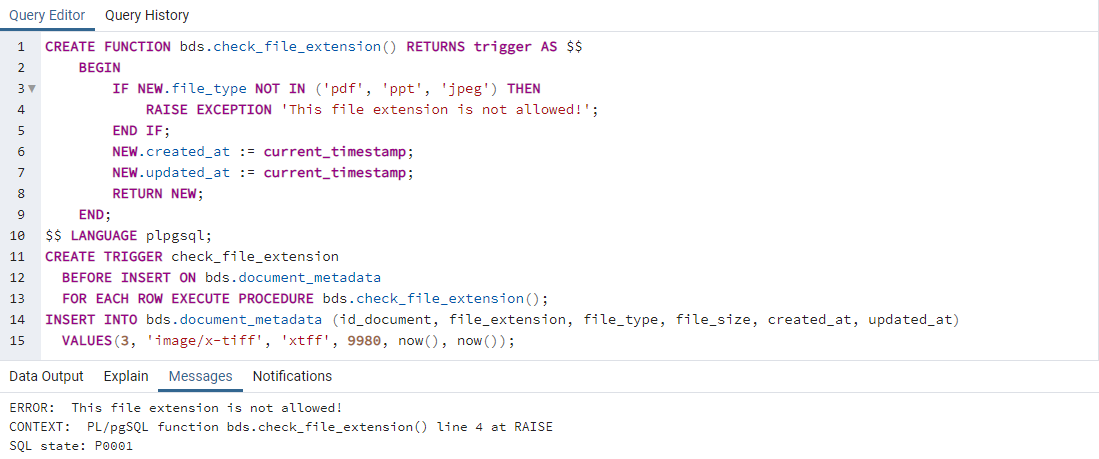 Query Editor Query History
1 CREATE FUNCTION bds.check_file_extension() RETURNS trigger AS $$
2 BEGIN
3 IF NEW.file_type NOT IN ('pdf', 'ppt', 'jpeg') THEN
4 RAISE EXCEPTION 'This file extension is not allowed!';
5 END IF;
6 NEW.created_at := current_timestamp;
7 NEW.updated_at := current_timestamp;
8 RETURN NEW;
9 END;
10 $$ LANGUAGE plpgsql;
11 CREATE TRIGGER check_file_extension
12 BEFORE INSERT ON bds.document_metadata
13 FOR EACH ROW EXECUTE PROCEDURE bds.check_file_extension();
14 INSERT INTO bds.document_metadata (id_document, file_extension, file_type, file_size, created_at, updated_at)
15 VALUES(3, 'image/x-tiff', 'xtff', 9980, now(), now());
Data Output Explain Messages Notifications
ERROR: This file extension is not allowed!
CONTEXT: PL/pgSQL function bds.check_file_extension() line 4 at RAISE
SQL state: P0001